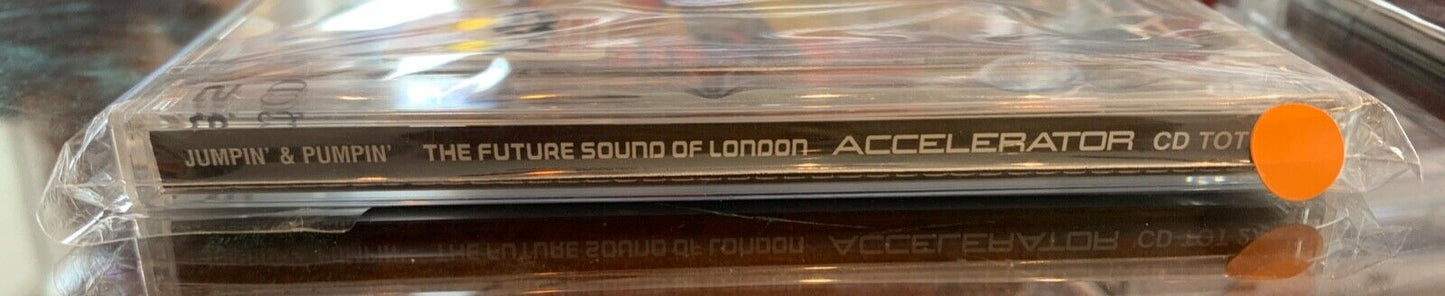 JUMPIN' & PUMPIN' THE FUTURE SOUND OF LONDON ACCELERATOR CD TOT